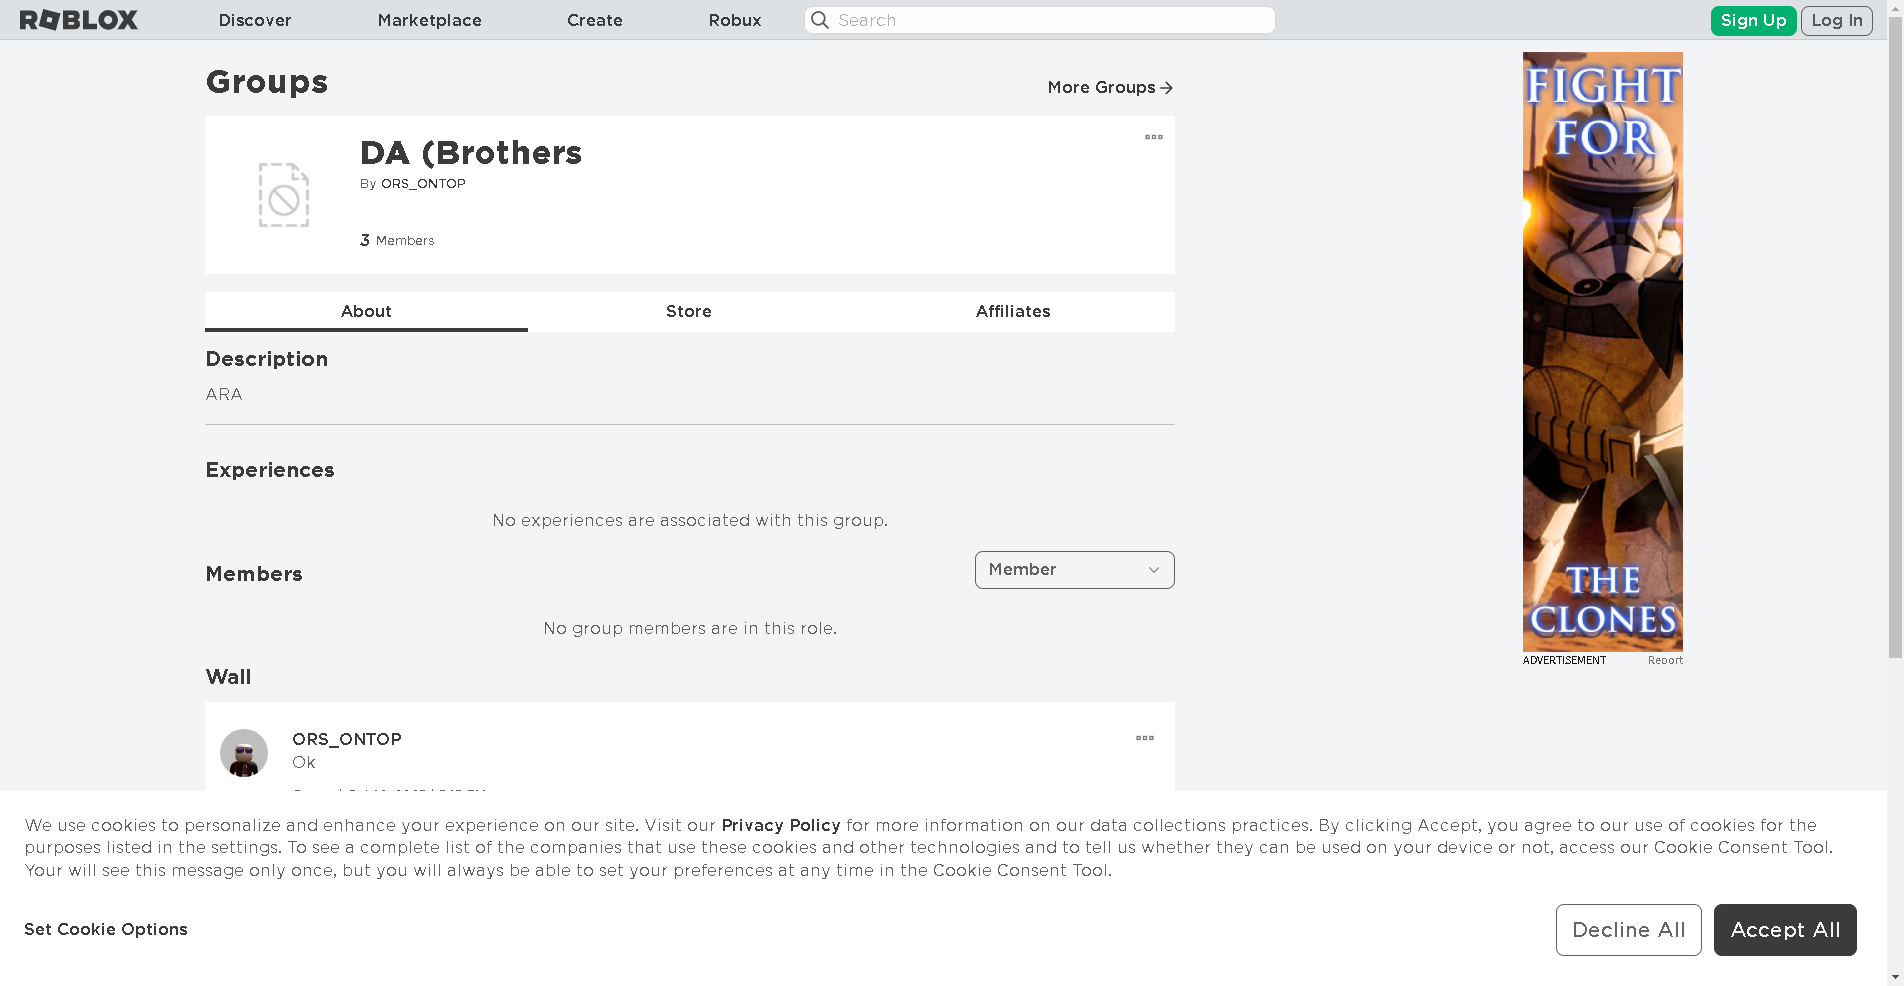 ROBLOX Discover Marketplace Create Robux Search Sign Up Log In
Groups
More Groups
DA (Brothers
By ORS_ONTOP
3 Members
About Store Affiliates
Description
ARA
Experiences
No experiences are associated with this group.
Members
Member
No group members are in this role.
Wall
ORS_ONTOP
Ok
FIGHT
FOR
THE
CLONES
ADVERTISEMENT Report
We use cookies to personalize and enhance your experience on our site. Visit our Privacy Policy for more information on our data collections practices. By clicking Accept, you agree to our use of cookies for the
purposes listed in the settings. To see a complete list of the companies that use these cookies and other technologies and to tell us whether they can be used on your device or not, access our Cookie Consent Tool.
Your will see this message only once, but you will always be able to set your preferences at any time in the Cookie Consent Tool.
Set Cookie Options
Decline All Accept All